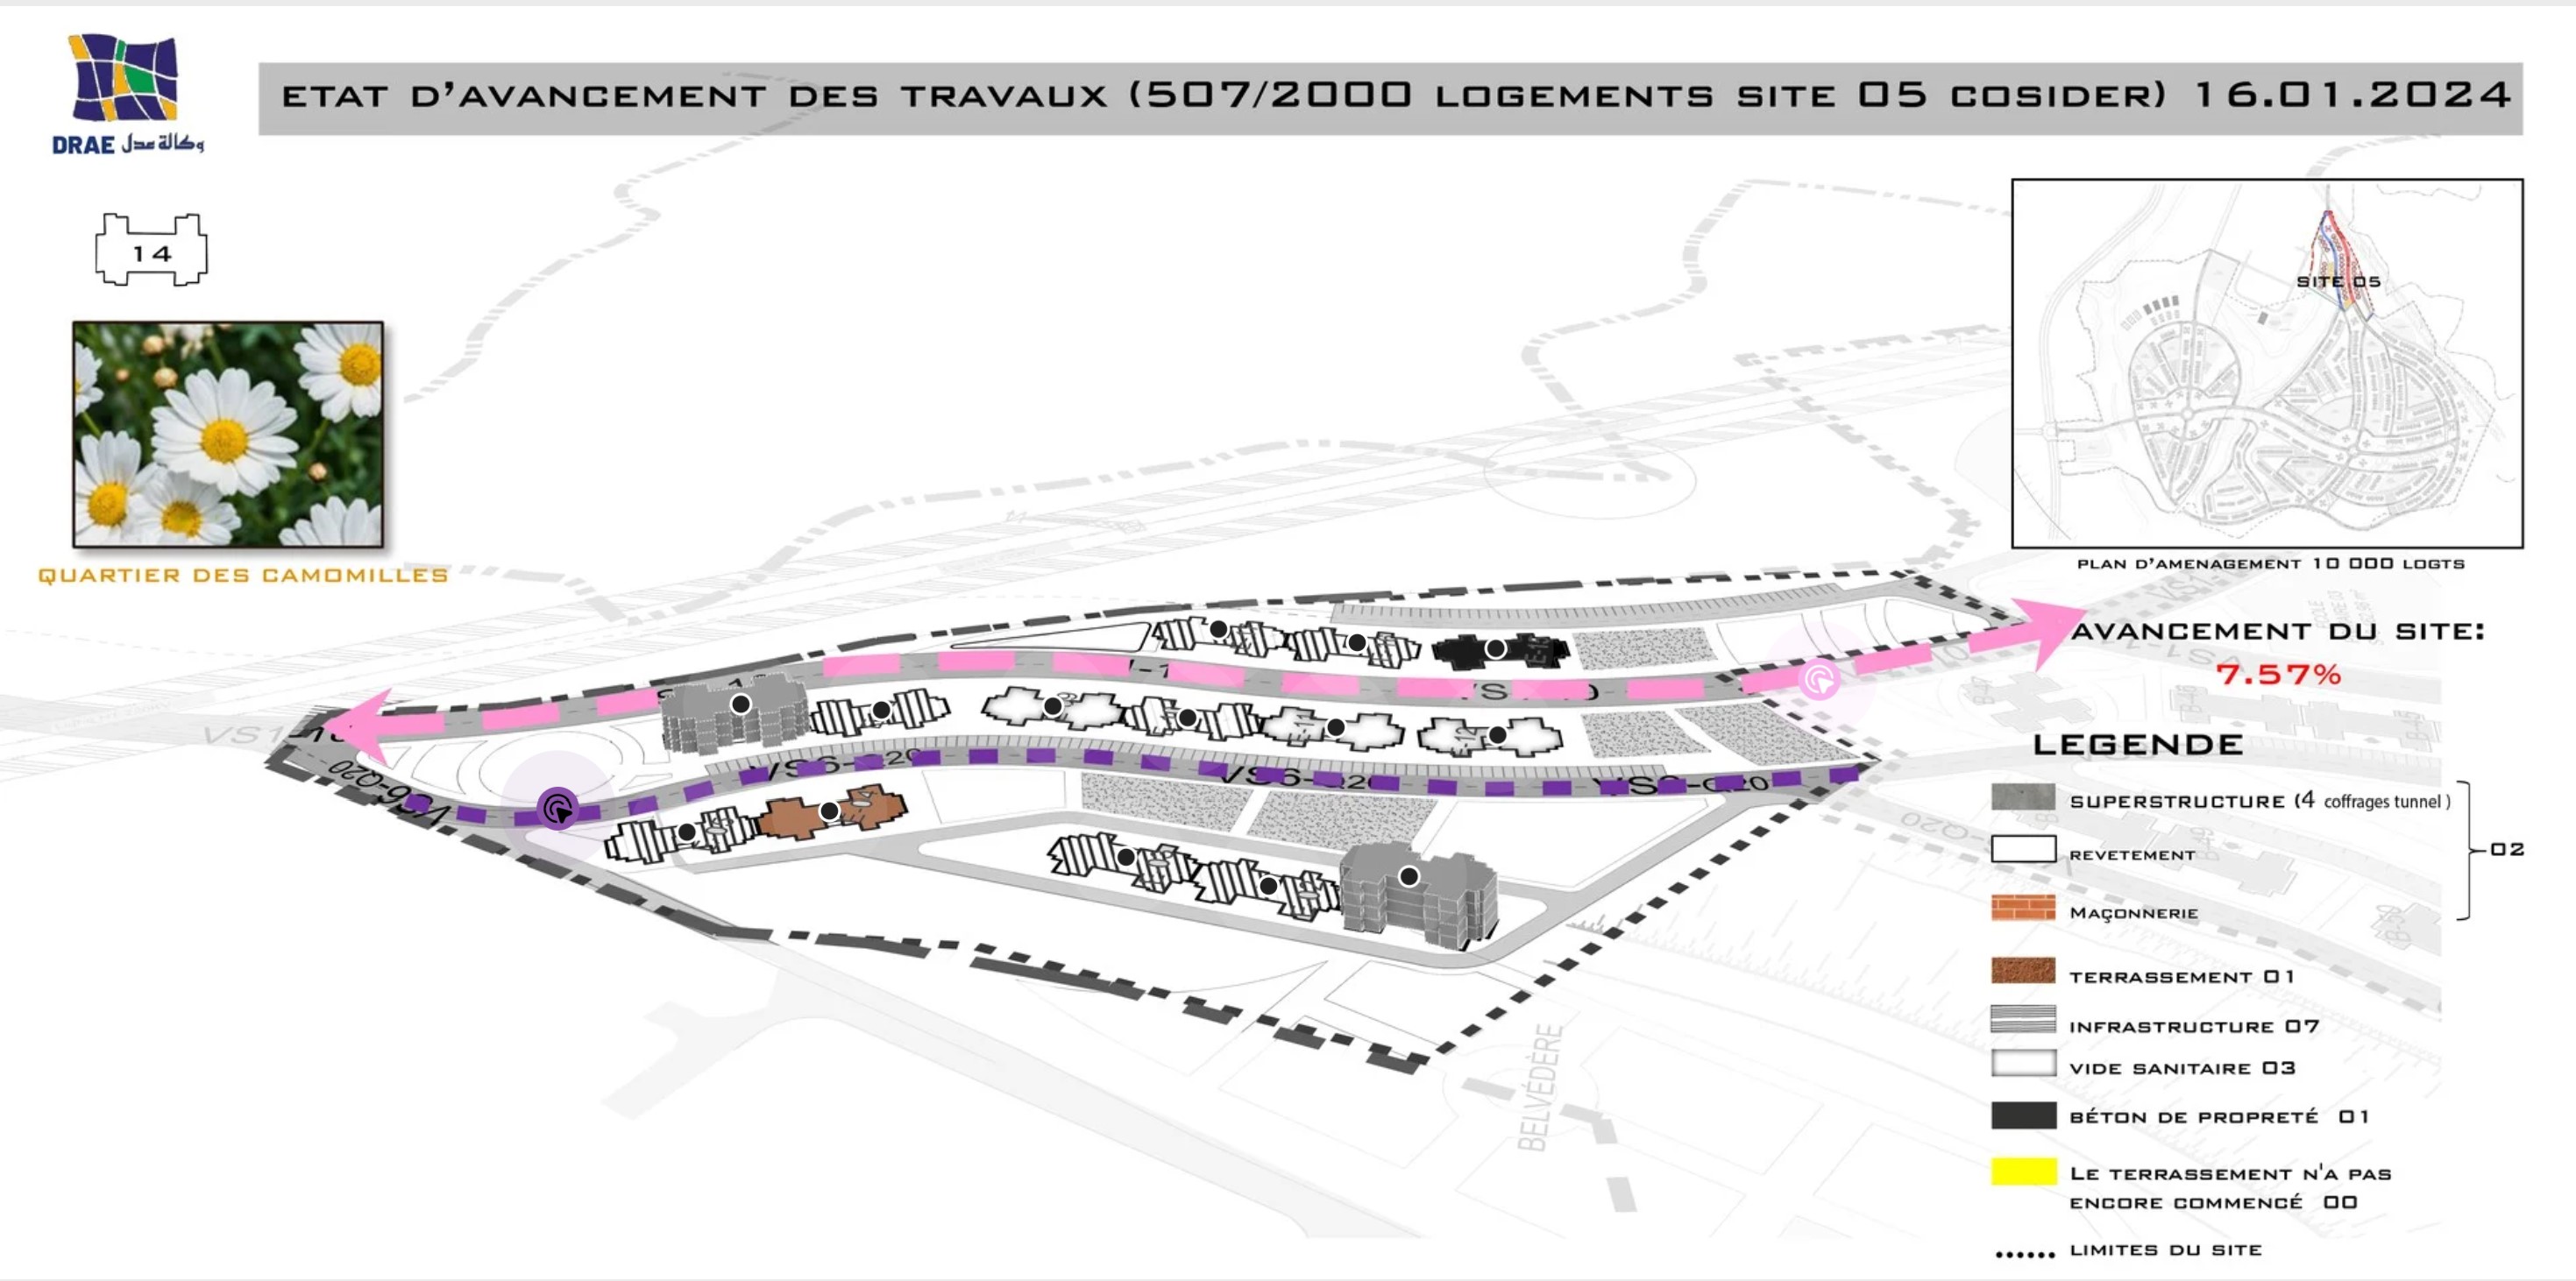 ETAT D'AVANCEMENT DES TRAVAUX (507/2000 LOGEMENTS SITE 05 COSIDER) 16.01.2024
DRAE وكالة عدل
14
QUARTIER DES CAMOMILLES
SITE 05
PLAN D'AMENAGEMENT 10 000 LOGTS
AVANCEMENT DU SITE:
7.57%
LEGENDE
SUPERSTRUCTURE (4 coffrages tunnel )
REVETEMENT
02
MAÇONNERIE
TERRASSEMENT 01
INFRASTRUCTURE 07
VIDE SANITAIRE 03
BÉTON DE PROPRETÉ 01
LE TERRASSEMENT N'A PAS
ENCORE COMMENCÉ 00
LIMITES DU SITE
VS6-Q20
VS6-Q20
VS6-Q20
VS6-Q20
BELVÉDÈRE